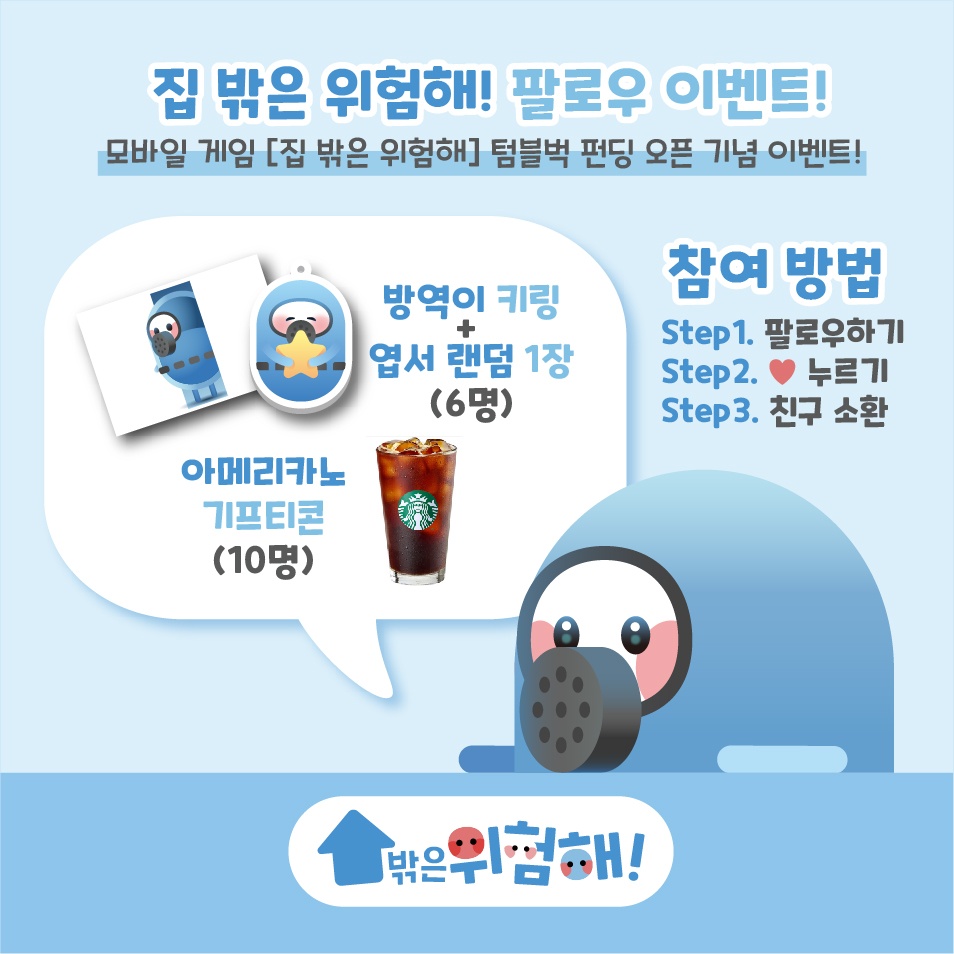 집 밖은 위험해! 팔로우 이벤트!
모바일 게임 [집 밖은 위험해] 텀블벅 펀딩 오픈 기념 이벤트!
방역이 키링
+
엽서 랜덤 1장
(6명)
아메리카노
기프티콘
(10명)
참여 방법
Step1. 팔로우하기
Step2. ♥ 누르기
Step3. 친구 소환
밖은위험해!